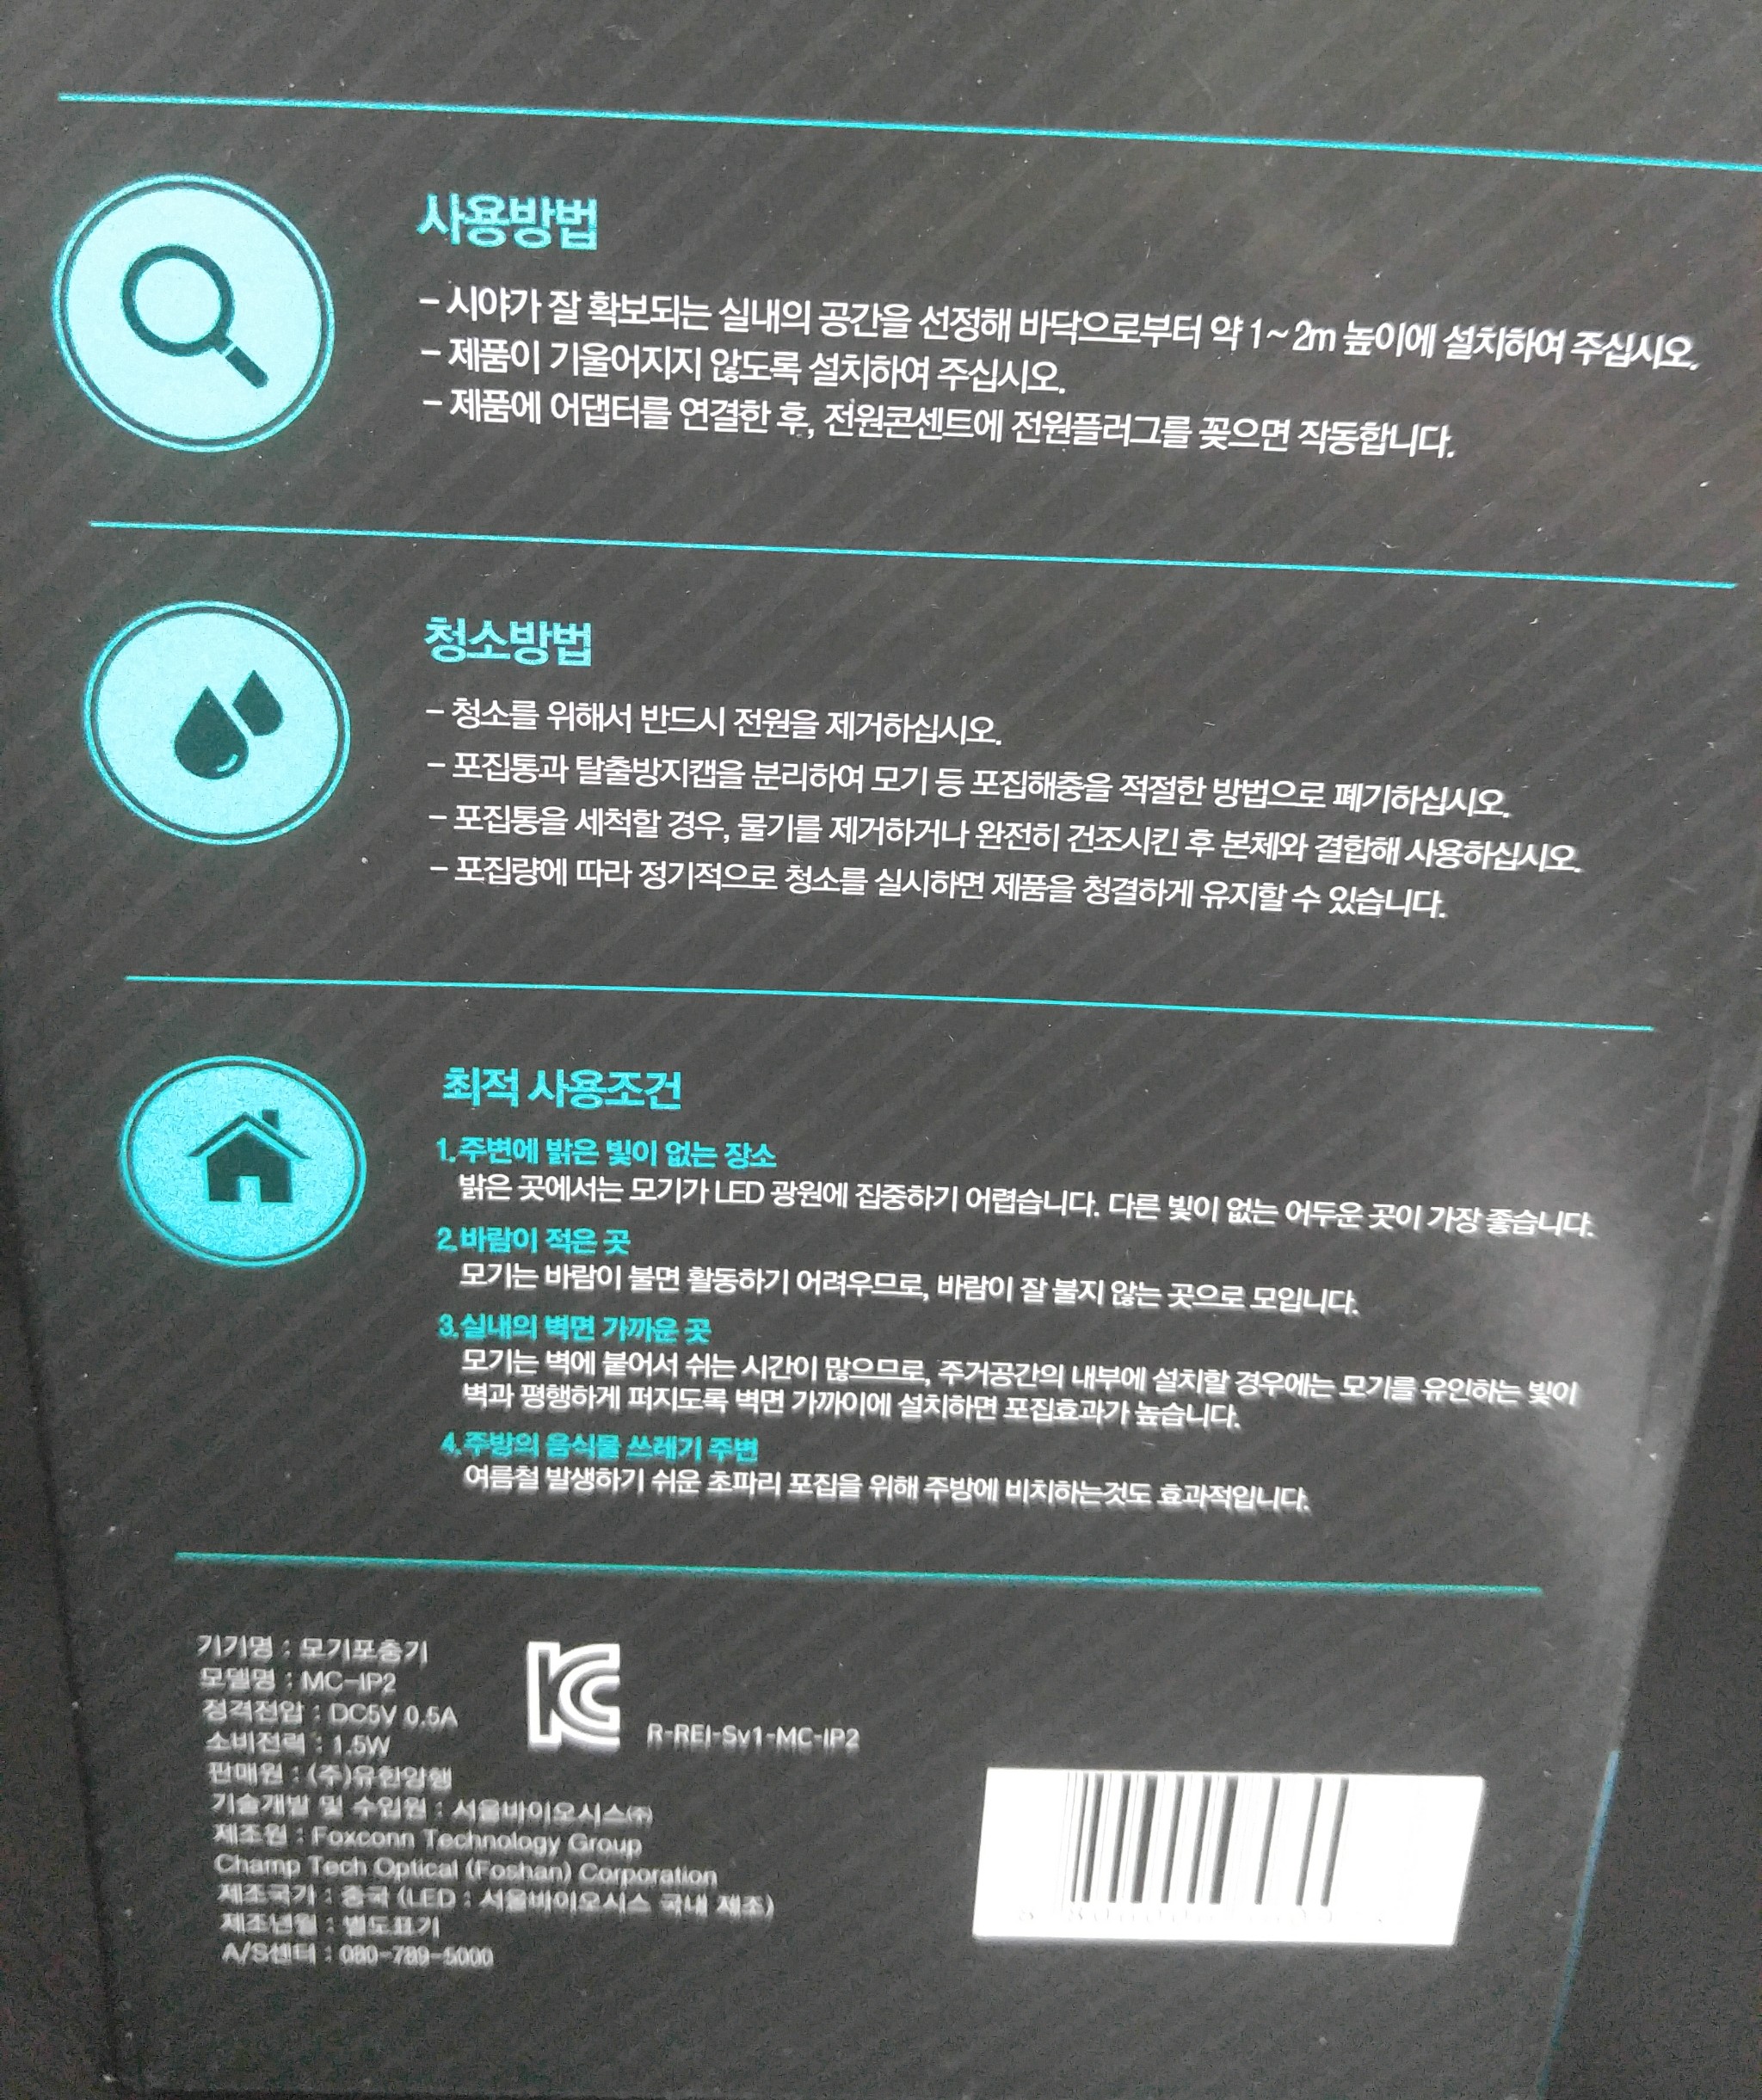 사용방법
- 시야가 잘 확보되는 실내의 공간을 선정해 바닥으로부터 약 1~2m 높이에 설치하여 주십시오.
- 제품이 기울어지지 않도록 설치하여 주십시오.
- 제품에 어댑터를 연결한 후, 전원콘센트에 전원플러그를 꽂으면 작동합니다.
청소방법
- 청소를 위해서 반드시 전원을 제거하십시오.
- 포집통과 탈출방지캡을 분리하여 모기 등 포집해충을 적절한 방법으로 폐기하십시오.
- 포집통을 세척할 경우, 물기를 제거하거나 완전히 건조시킨 후 본체와 결합해 사용하십시오.
- 포집량에 따라 정기적으로 청소를 실시하면 제품을 청결하게 유지할 수 있습니다.
최적 사용조건
1.주변에 밝은 빛이 없는 장소
밝은 곳에서는 모기가 LED 광원에 집중하기 어렵습니다. 다른 빛이 없는 어두운 곳이 가장 좋습니다.
2.바람이 적은 곳
모기는 바람이 불면 활동하기 어려우므로, 바람이 잘 불지 않는 곳으로 모입니다.
3.실내의 벽면 가까운 곳
모기는 벽에 붙어서 쉬는 시간이 많으므로, 주거공간의 내부에 설치할 경우에는 모기를 유인하는 빛이
벽과 평행하게 퍼지도록 벽면 가까이에 설치하면 포집효과가 높습니다.
4.주방의 음식물 쓰레기 주변
여름철 발생하기 쉬운 초파리 포집을 위해 주방에 비치하는것도 효과적입니다.
기기명 : 모기포충기
모델명 : MC-IP2
정격전압 : DC5V 0.5A
소비전력 : 1.5W
판매원 : (주)유한양행
기술개발 및 수입원 : 서울바이오시스㈜
제조원 : Foxconn Technology Group
Champ Tech Optical (Foshan) Corporation
제조국가 : 중국 (LED : 서울바이오시스 국내 제조)
제조년월 : 별도표기
A/S센터 : 080-789-5000
KC
R-REI-Sv1-MC-IP2